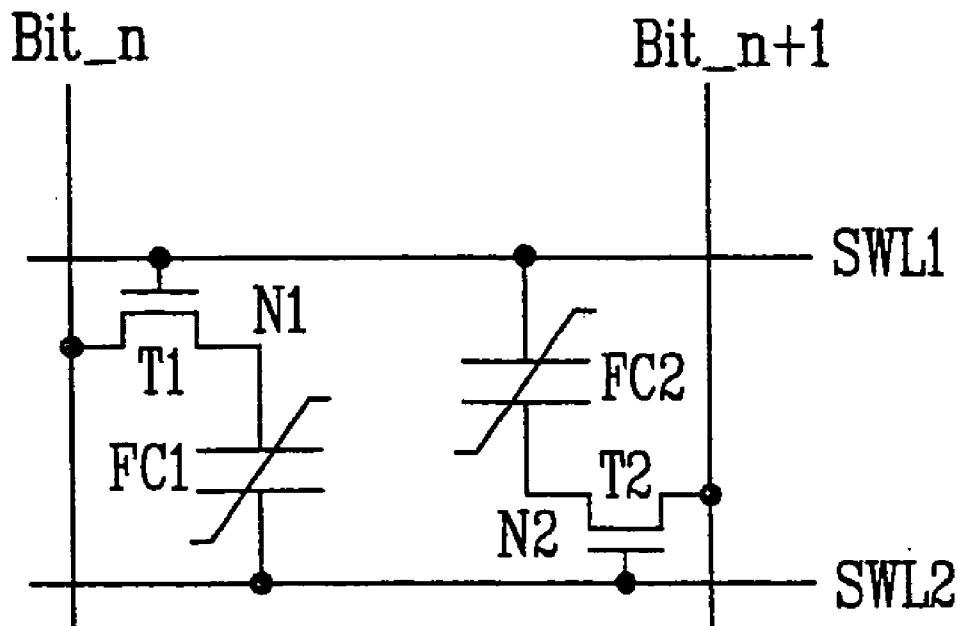 Bit_n
Bit_n+1
SWL1
N1
T1
FC2
FC1
T2
N2
SWL2